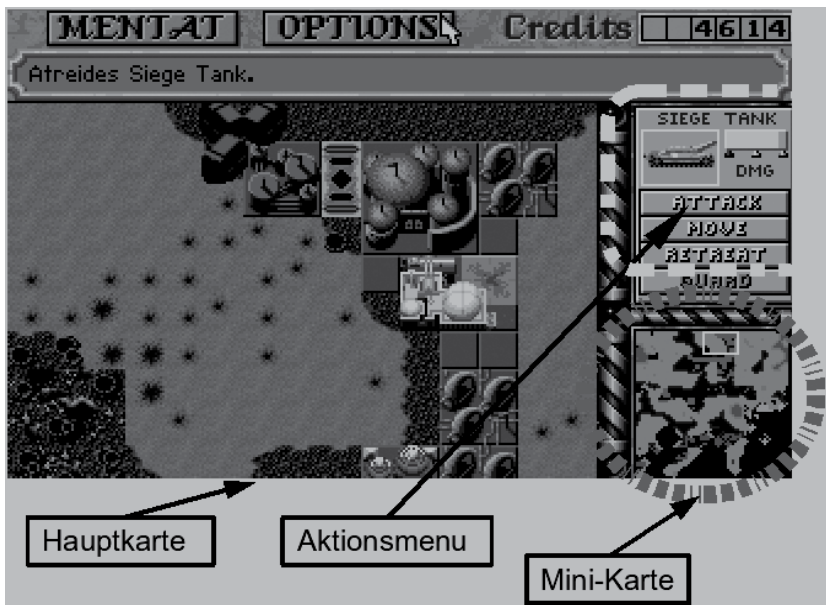 MENTAT OPTIONS Credits 4614
Atreides Siege Tank.
SIEGE TANK
DMG
ATTACK
MOVE
RETREAT
GUARD
Hauptkarte
Aktionsmenu
Mini-Karte